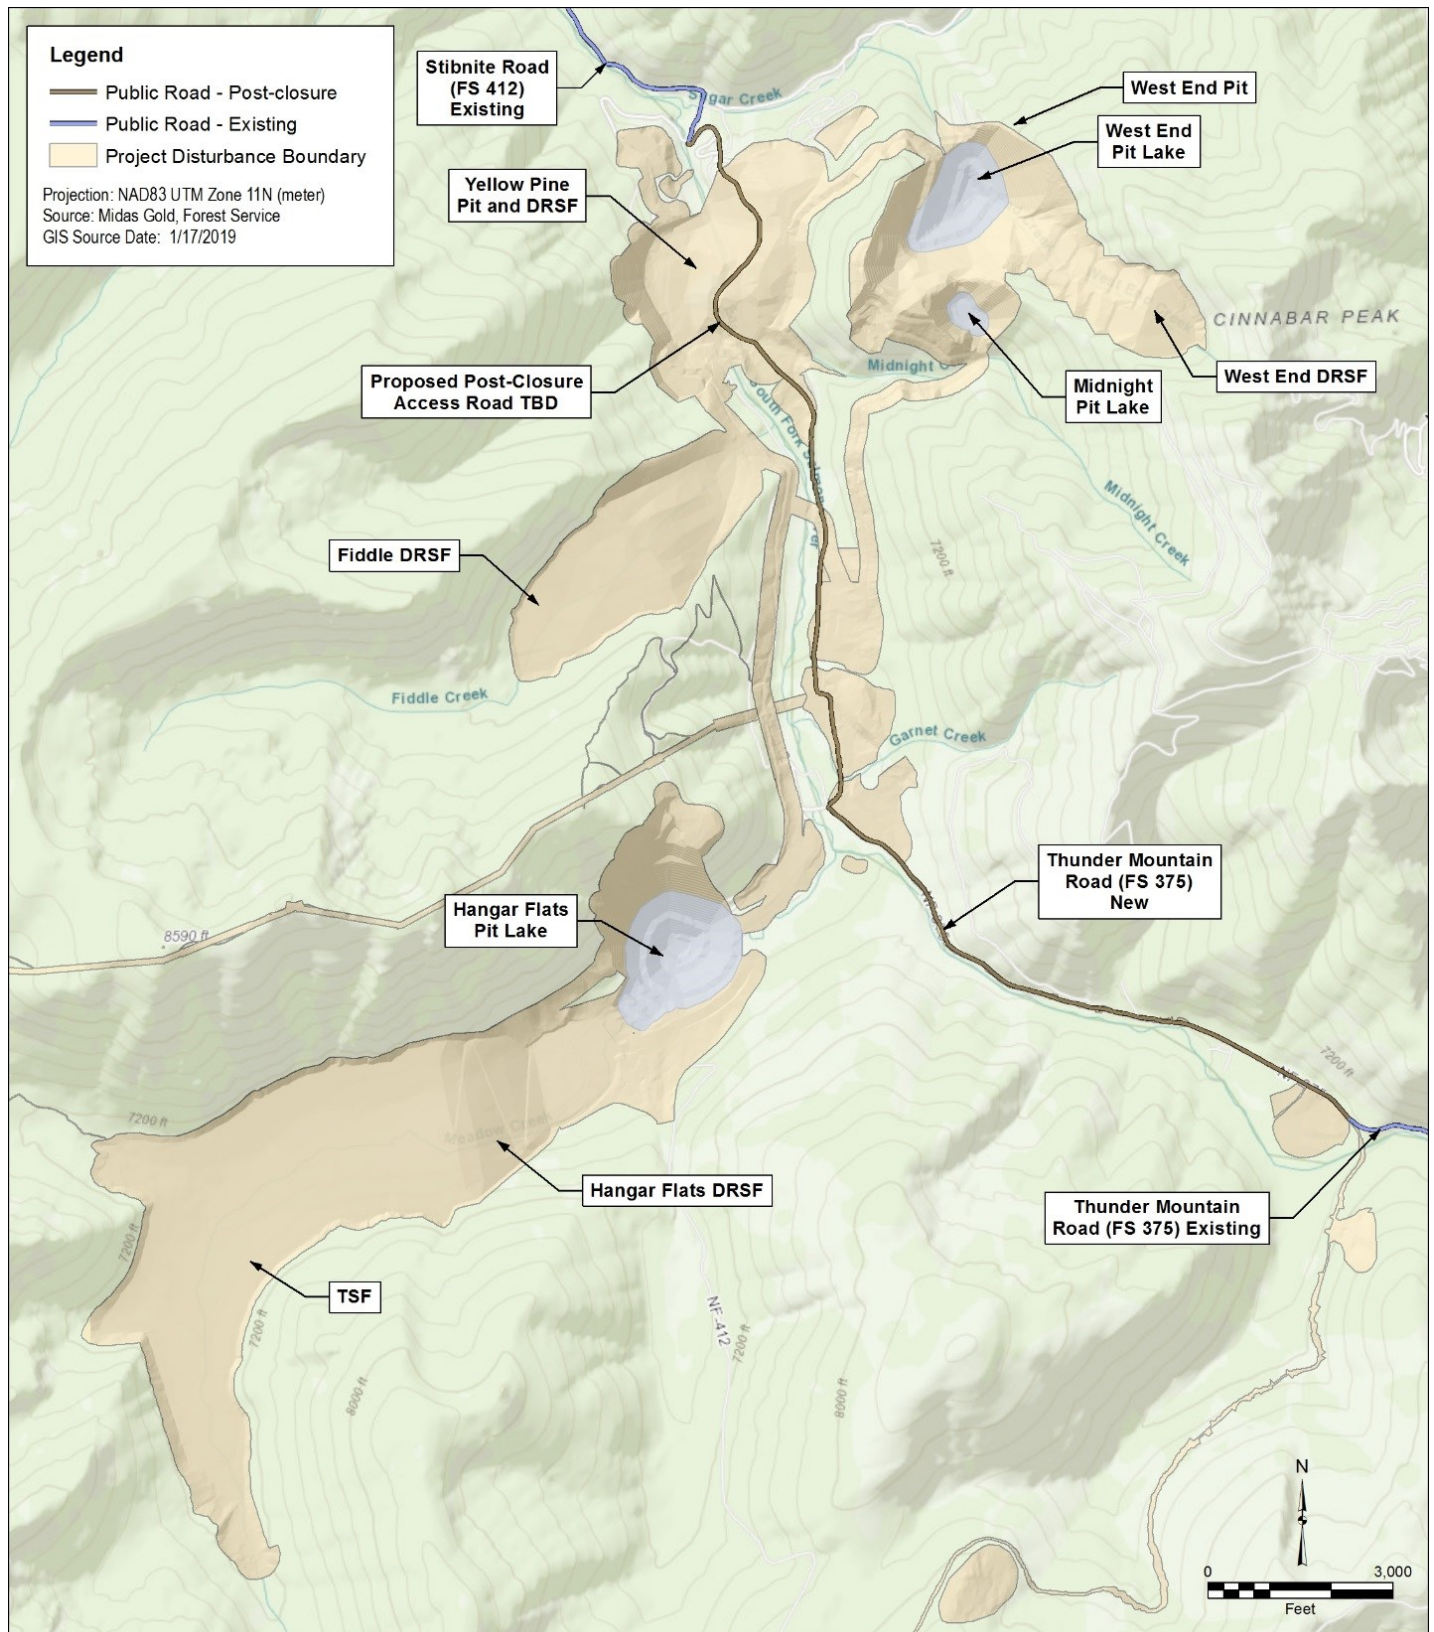 Legend
Public Road - Post-closure
Public Road - Existing
Project Disturbance Boundary
Projection: NAD83 UTM Zone 11N (meter)
Source: Midas Gold, Forest Service
GIS Source Date: 1/17/2019
Stibnite Road
(FS 412)
Existing
Creek
West End Pit
West End
Pit Lake
Yellow Pine
Pit and DRSF
CINNABAR PEAK
Proposed Post-Closure
Access Road TBD
Midnight
West End DRSF
Midnight
Pit Lake
South Fork
Midnight Creek
Fiddle DRSF
7200 ft
Fiddle Creek
Garnet Creek
Thunder Mountain
Road (FS 375)
New
Hangar Flats
Pit Lake
8590 ft
7200 ft
7200 ft
Meadow Creek
Hangar Flats DRSF
Thunder Mountain
Road (FS 375) Existing
7200 ft
TSF
7200 ft
NF-412
7200 ft
8000 ft
8000 ft
N
0 3,000
Feet